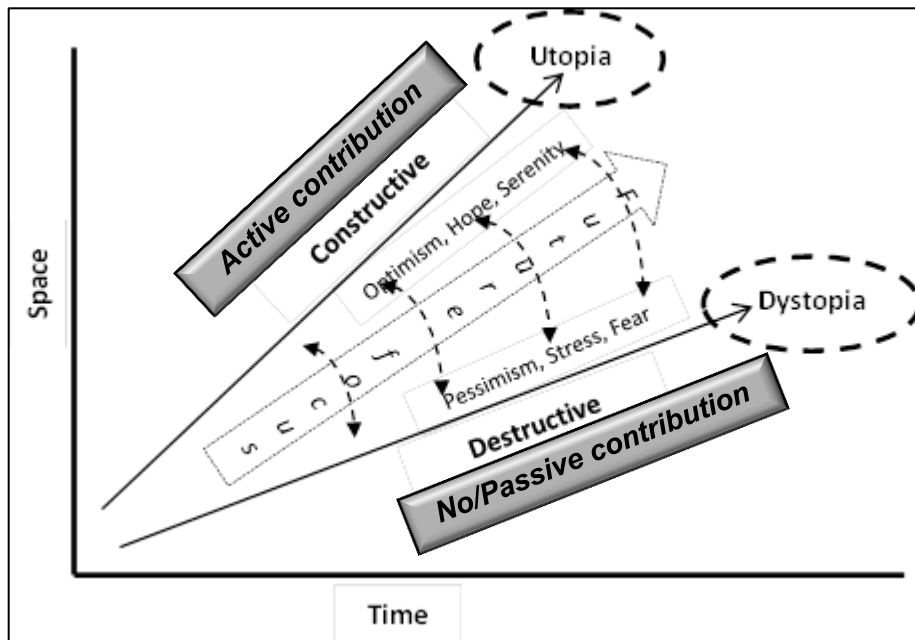 Utopia
Active contribution
Constructive
Optimism, Hope, Serenity
Future focus
Space
Dystopia
Pessimism, Stress, Fear
Destructive
No/Passive contribution
Time